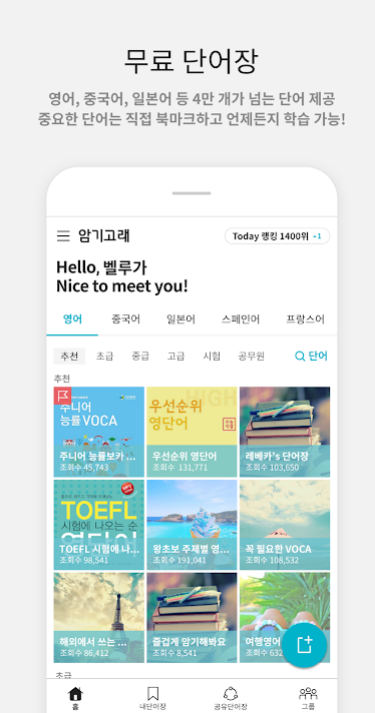 무료 단어장
영어, 중국어, 일본어 등 4만 개가 넘는 단어 제공
중요한 단어는 직접 북마크하고 언제든지 학습 가능!
암기고래
Today 랭킹 1400위 +1
Hello, 벨루가
Nice to meet you!
영어 중국어 일본어 스페인어 프랑스어
추천 초급 중급 고급 시험 공무원 단어
추천
주니어
능률VOCA
주니어 능률보카 ...
조회수 45,743
HIGH
우선순위
영단어
우선순위 영단어
조회수 131,771
레베카's 단어장
조회수 103,650
TOEFL
시험에 나오는 순
영단어
TOEFL 시험에 나...
조회수 98,541
왕초보 주제별 영...
조회수 191,041
꼭 필요한 VOCA
조회수 108,532
해외에서 쓰는 ...
조회수 86,412
즐겁게 암기해봐요
조회수 8,541
여행영어
조회수 632
초급
홈 내단어장 공유단어장 그룹